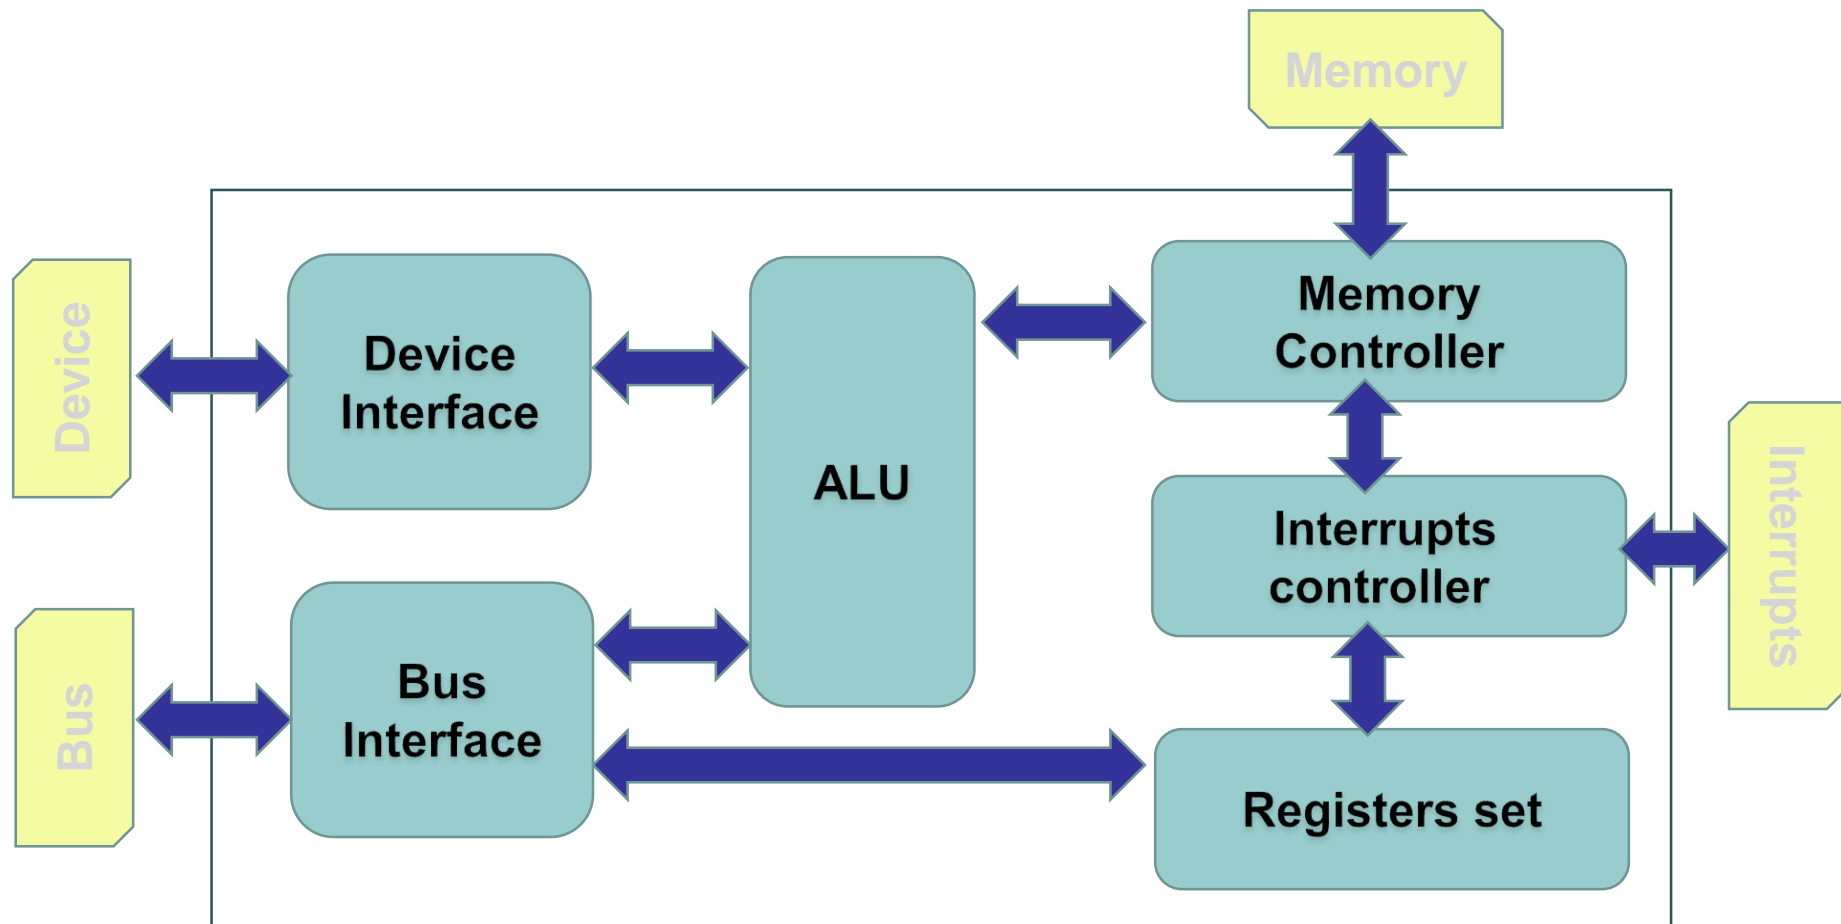 Memory
Device
Interface
ALU
Memory
Controller
Device
Interrupts
controller
Interrupts
Bus
Interface
Bus
Registers set